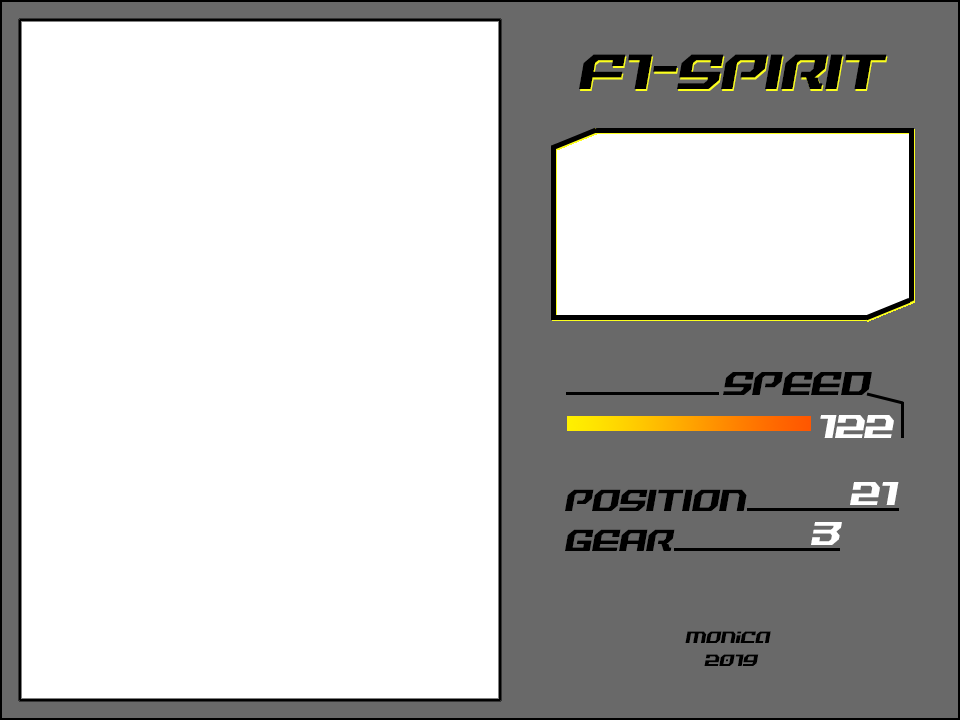 F1-SPIRIT
SPEED
122
POSITION 21
GEAR 3
monica
2019